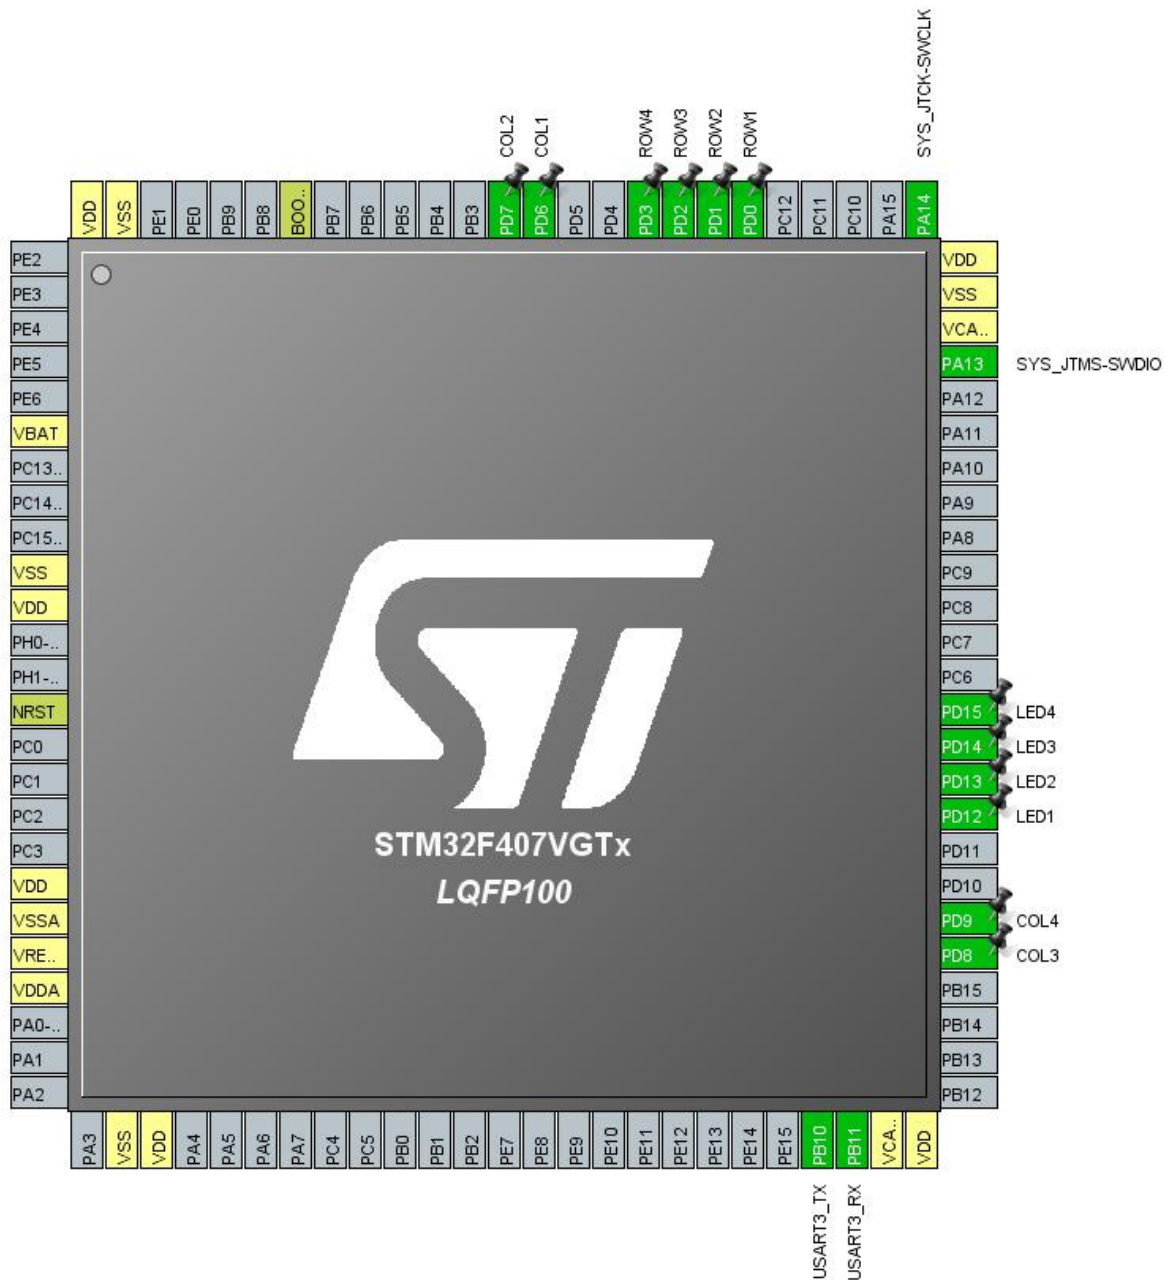 SYS_JTCK-SWCLK
COL2
COL1
ROW4
ROW3
ROW2
ROW1
VDD
VSS
PE1
PE0
PB9
PB8
BOO..
PB7
PB6
PB5
PB4
PB3
PD7
PD6
PD5
PD4
PD3
PD2
PD1
PD0
PC12
PC11
PC10
PA15
PA14
PE2
PE3
PE4
PE5
PE6
VBAT
PC13..
PC14..
PC15..
VSS
VDD
PH0-..
PH1-..
NRST
PC0
PC1
PC2
PC3
VDD
VSSA
VRE..
VDDA
PA0-..
PA1
PA2
ST
STM32F407VGTx
LQFP100
VDD
VSS
VCA..
PA13 SYS_JTMS-SWDIO
PA12
PA11
PA10
PA9
PA8
PC9
PC8
PC7
PC6
PD15 LED4
PD14 LED3
PD13 LED2
PD12 LED1
PD11
PD10
PD9 COL4
PD8 COL3
PB15
PB14
PB13
PB12
PA3
VSS
VDD
PA4
PA5
PA6
PA7
PC4
PC5
PB0
PB1
PB2
PE7
PE8
PE9
PE10
PE11
PE12
PE13
PE14
PE15
PB10
PB11
VCA..
VDD
USART3_TX
USART3_RX